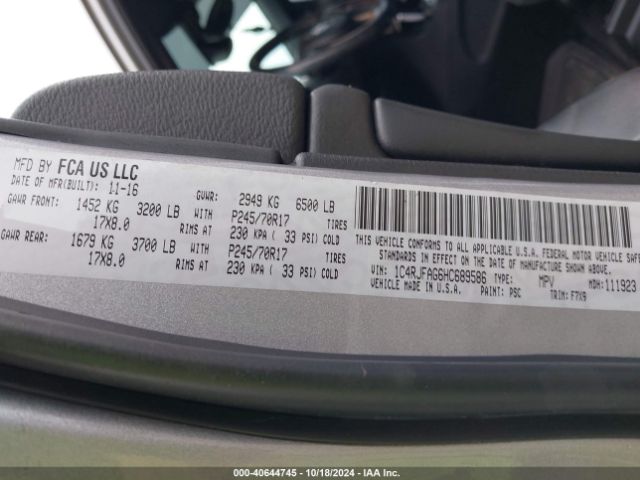 MFD BY FCA US LLC
DATE OF MFR(BUILT): 11-16 GVWR: 2949 KG 6500 LB
GAWR FRONT: 1452 KG 3200 LB WITH P245/70R17 TIRES
17X8.0 RIMS AT 230 KPA ( 33 PSI) COLD
GAWR REAR: 1679 KG 3700 LB WITH P245/70R17 TIRES
17X8.0 RIMS AT 230 KPA ( 33 PSI) COLD
THIS VEHICLE CONFORMS TO ALL APPLICABLE U.S.A. FEDERAL MOTOR VEHICLE SAFE
STANDARDS IN EFFECT ON THE DATE OF MANUFACTURE SHOWN ABOVE
VIN: 1C4RJFAG6HC689586 TYPE: MPV MDH:111923
VEHICLE MADE IN U.S.A. PAINT: PSC TRIM:F7X9
000-40644745 • 10/18/2024 • IAA Inc.